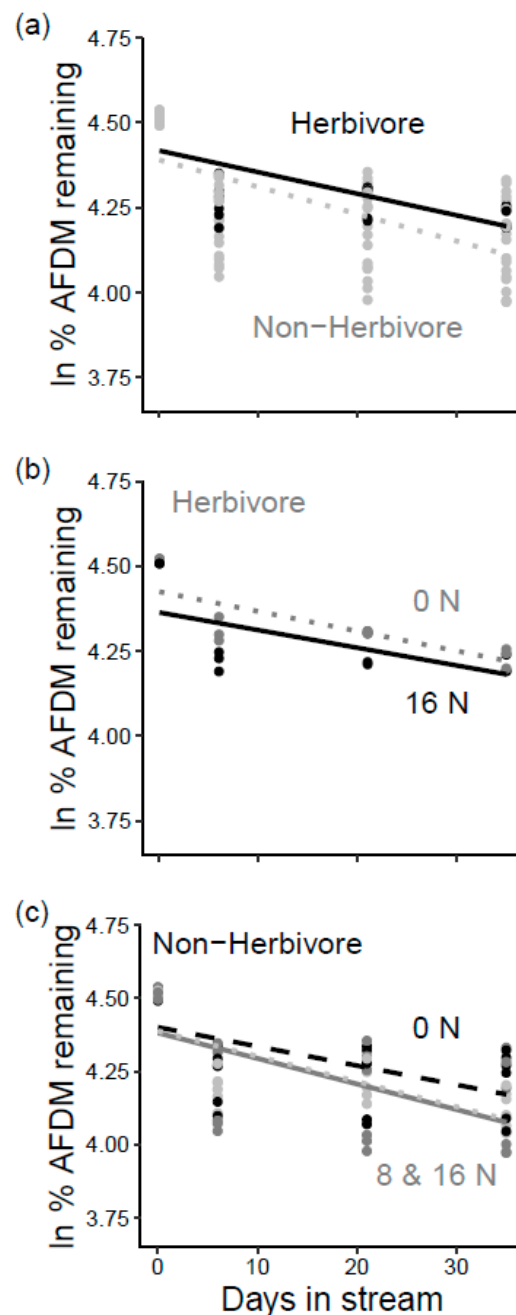 (a)
ln % AFDM remaining
4.75
4.50
4.25
4.00
3.75
Herbivore
Non−Herbivore
(b)
ln % AFDM remaining
4.75
4.50
4.25
4.00
3.75
Herbivore
0 N
16 N
(c)
ln % AFDM remaining
4.75
4.50
4.25
4.00
3.75
Non−Herbivore
0 N
8 & 16 N
0 10 20 30
Days in stream